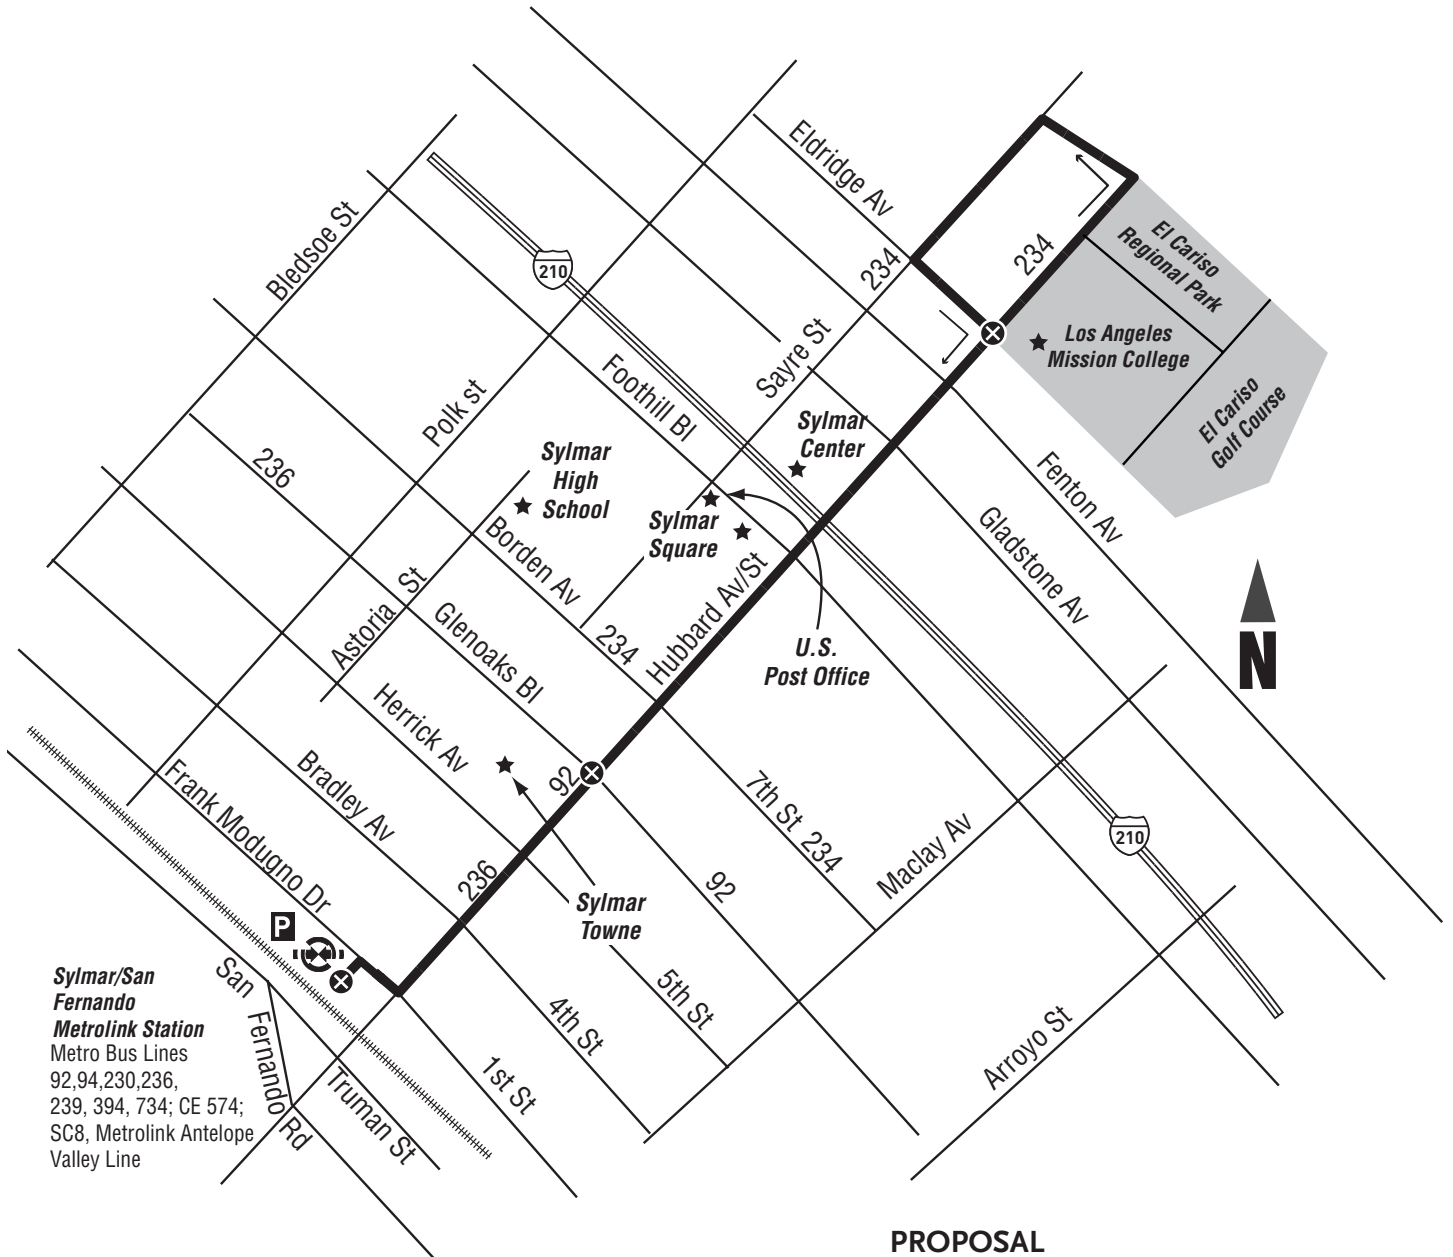 Eldridge Av
Bledsoe St
El Cariso
Regional Park
234
234
210
Los Angeles
Mission College
Sayre St
Foothill Bl
Polk st
El Cariso
Golf Course
Sylmar
Center
236
Sylmar
High
School
Fenton Av
Sylmar
Square
Gladstone Av
Borden Av
Astoria St
Hubbard Av/St
Glenoaks Bl
234
U.S.
Post Office
Herrick Av
92
7th St 234
Bradley Av
Frank Modugno Dr
Maclay Av
210
236
92
Sylmar
Towne
P
N
San Fernando Rd
5th St
4th St
1st St
Arroyo St
Truman St
Sylmar/San
Fernando
Metrolink Station
Metro Bus Lines
92,94,230,236,
239, 394, 734; CE 574;
SC8, Metrolink Antelope
Valley Line
PROPOSAL